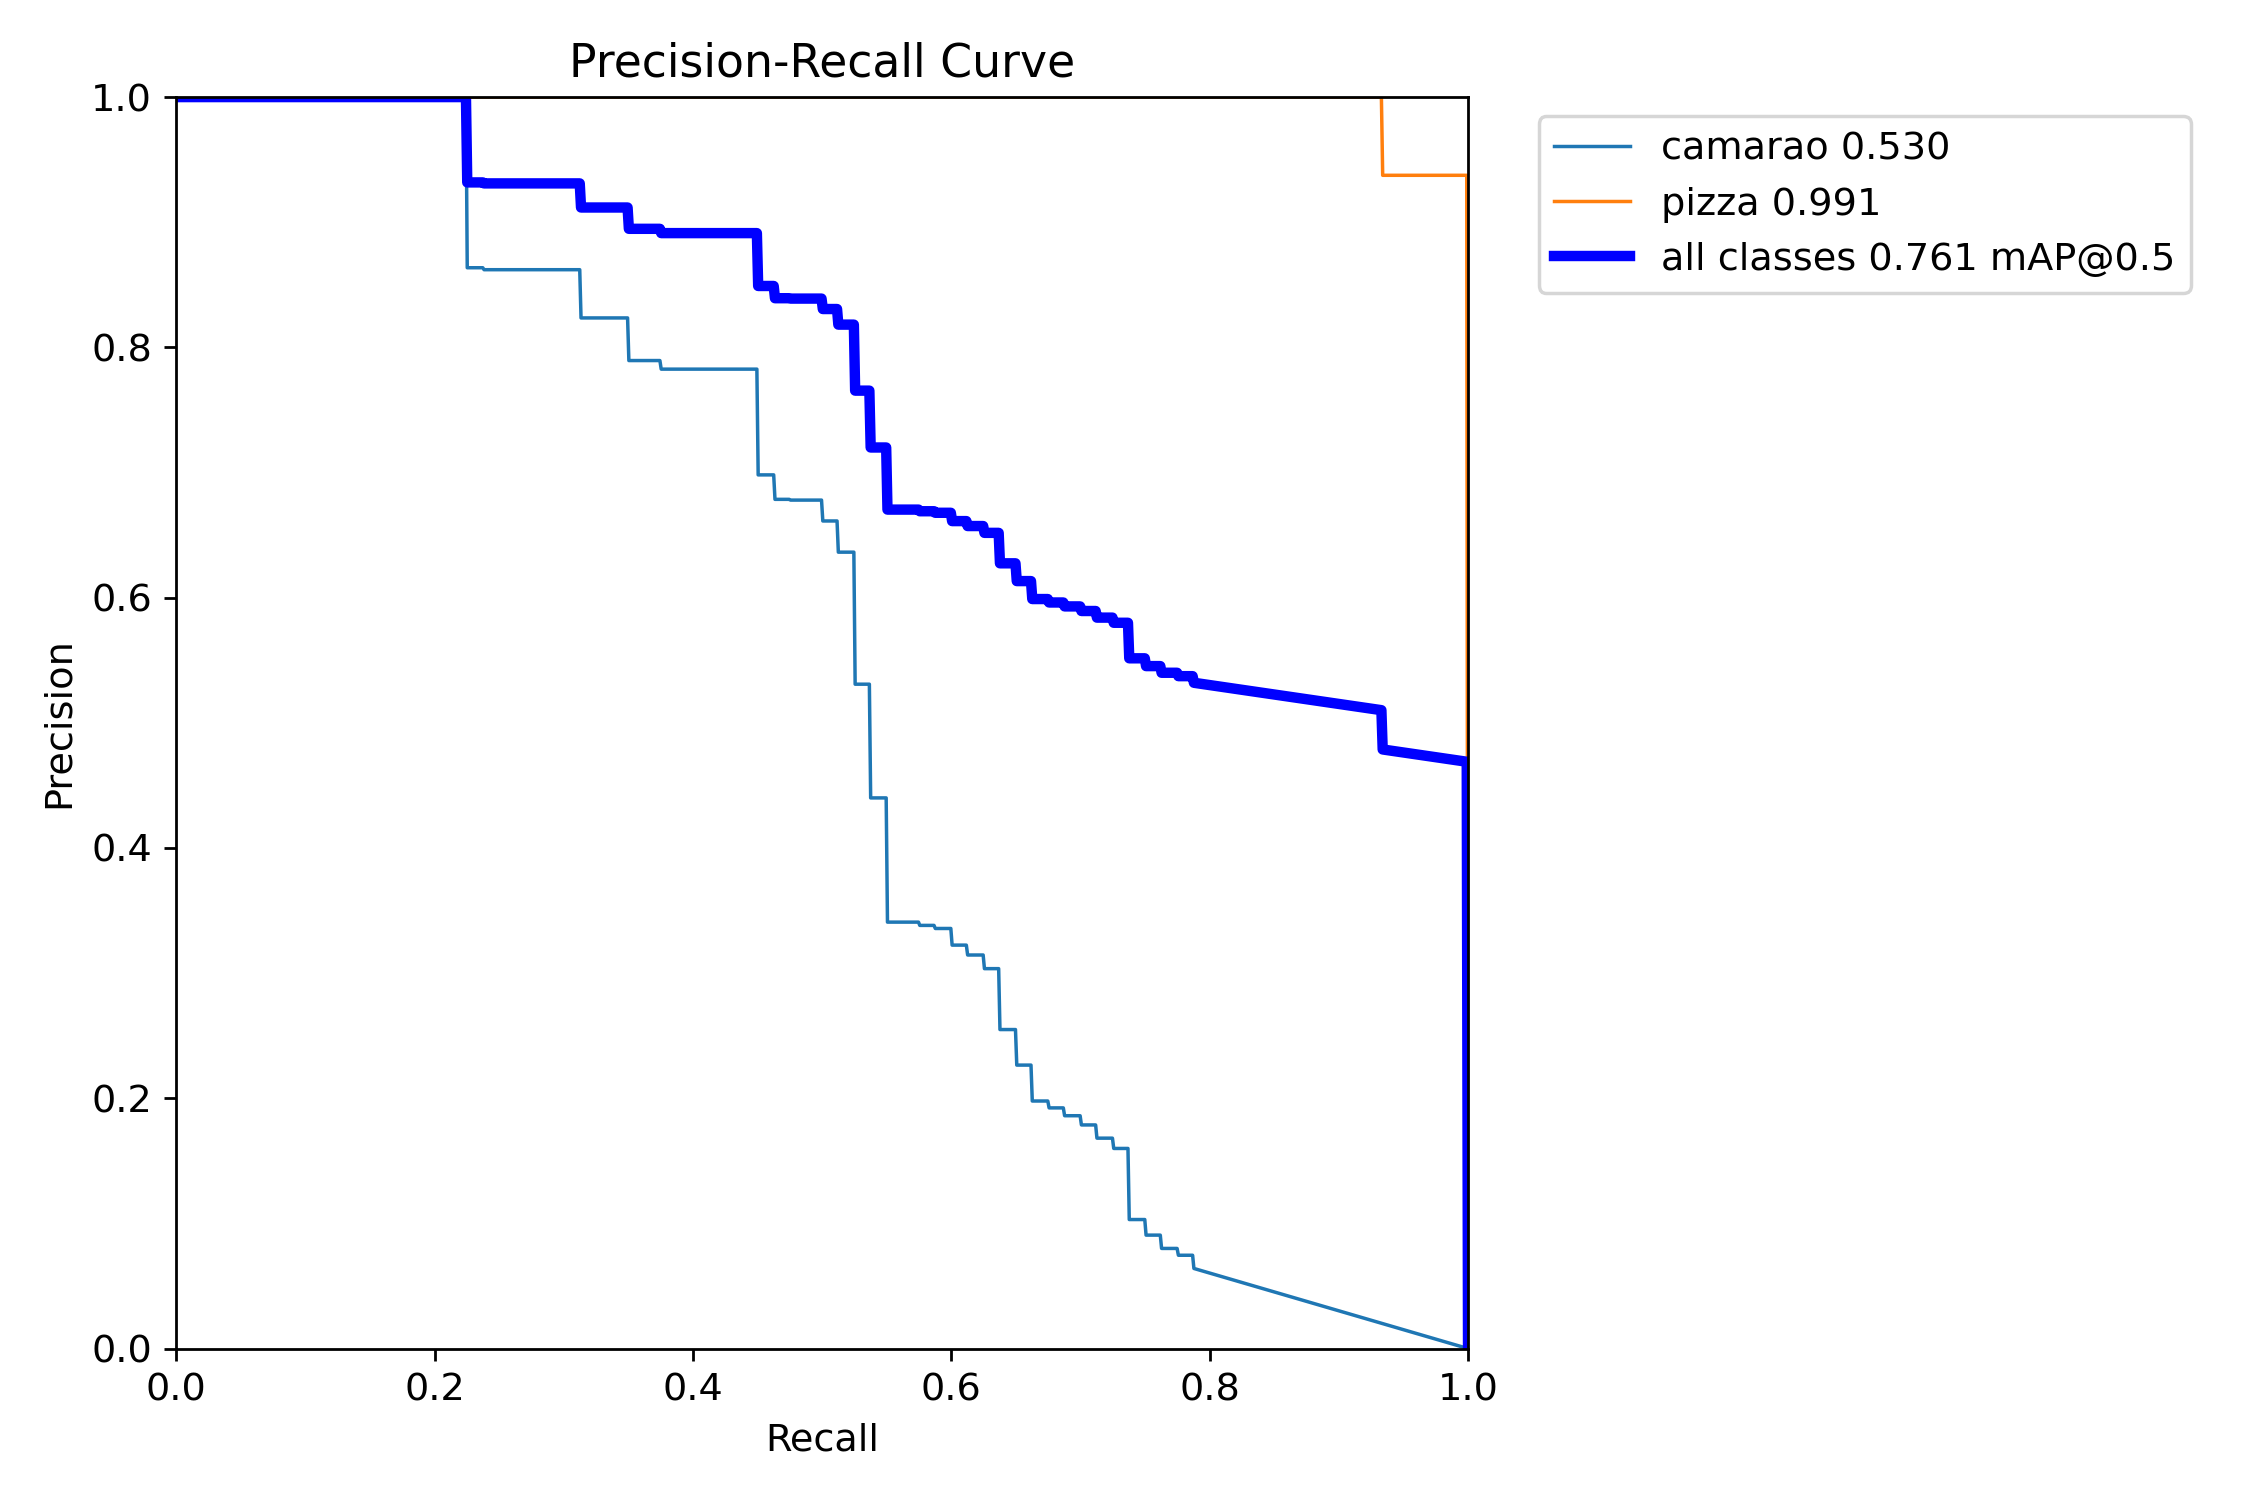 Precision-Recall Curve
camarao 0.530
pizza 0.991
all classes 0.761 mAP@0.5
Precision
1.0
0.8
0.6
0.4
0.2
0.0
0.0 0.2 0.4 0.6 0.8 1.0
Recall